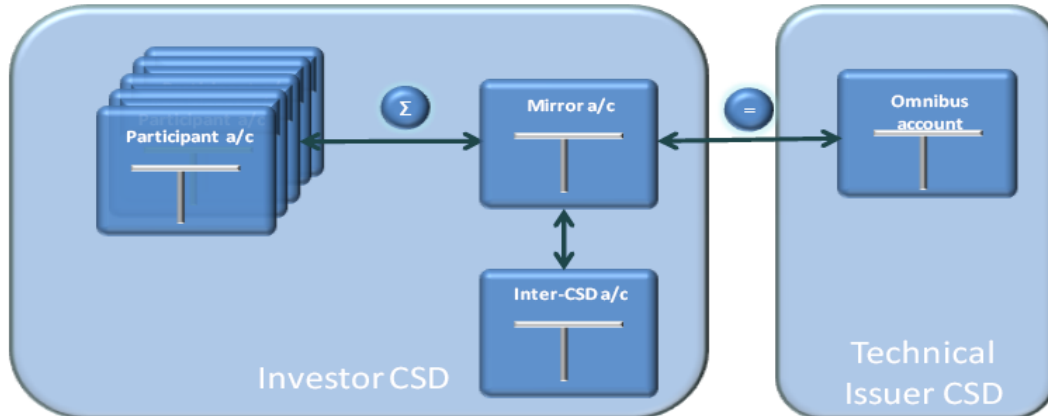 Participant a/c
Participant a/c
Σ
Mirror a/c
=
Omnibus
account
Inter-CSD a/c
Investor CSD
Technical
Issuer CSD